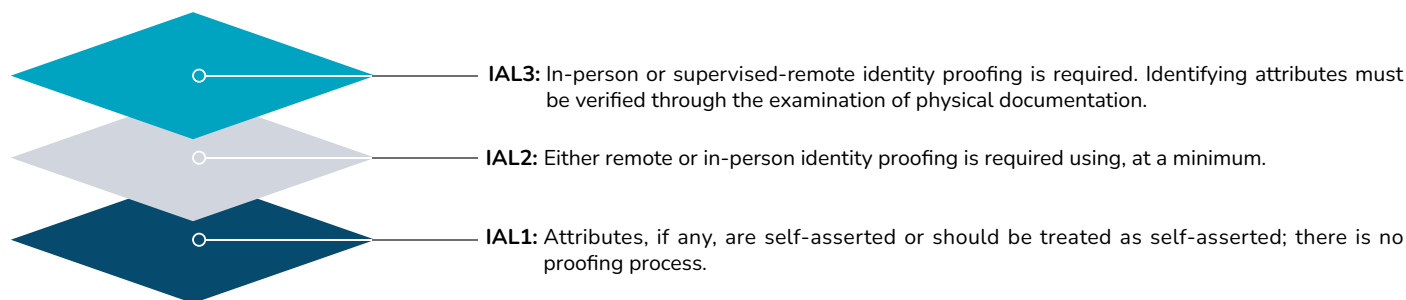 IAL3: In-person or supervised-remote identity proofing is required. Identifying attributes must
be verified through the examination of physical documentation.
IAL2: Either remote or in-person identity proofing is required using, at a minimum.
IAL1: Attributes, if any, are self-asserted or should be treated as self-asserted; there is no
proofing process.